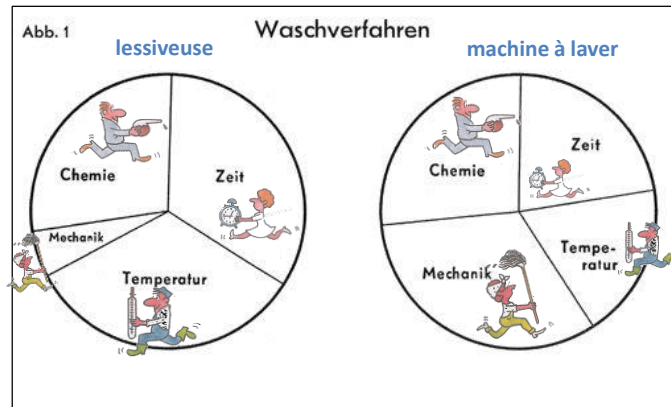 Abb. 1
Waschverfahren
lessiveuse
machine à laver
Chemie
Zeit
Mechanik
Temperatur
Chemie
Zeit
Tempe-
ratur
Mechanik